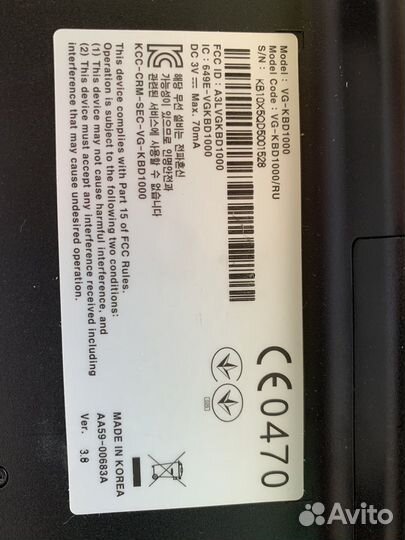 Model : VG-KBD1000
Model Code : VG-KBD1000/RU
S/N : KB10X5QD5001528
FCC ID : A3LVGKBD1000
IC : 649E-VGKBD1000
DC 3V⎓ Max. 70mA
해당 무선 설비는 전파혼신
가능성이 있으므로 인명안전과
관련된 서비스에 사용할 수 없음
KCC-CRM-SEC-VG-KBD1000
This device complies with Part 15 of FCC Rules.
Operation is subject to the following two conditions:
(1) This device may not cause harmful interference, and
(2) This device must accept any interference received including
interference that may cause undesired operation.
CE0470
MADE IN KOREA
AA59-00683A
Ver. 3.8
Avito